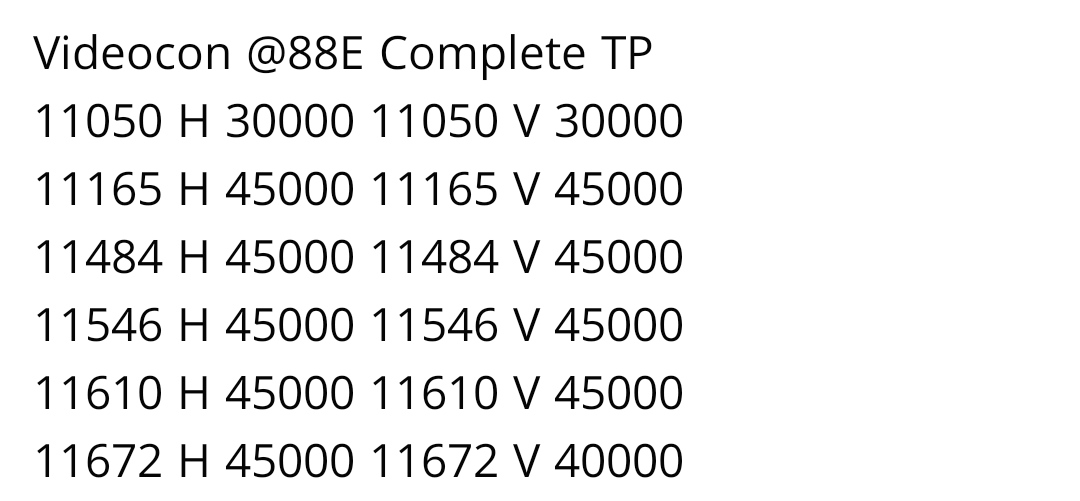 Videocon @88E Complete TP
11050 H 30000 11050 V 30000
11165 H 45000 11165 V 45000
11484 H 45000 11484 V 45000
11546 H 45000 11546 V 45000
11610 H 45000 11610 V 45000
11672 H 45000 11672 V 40000